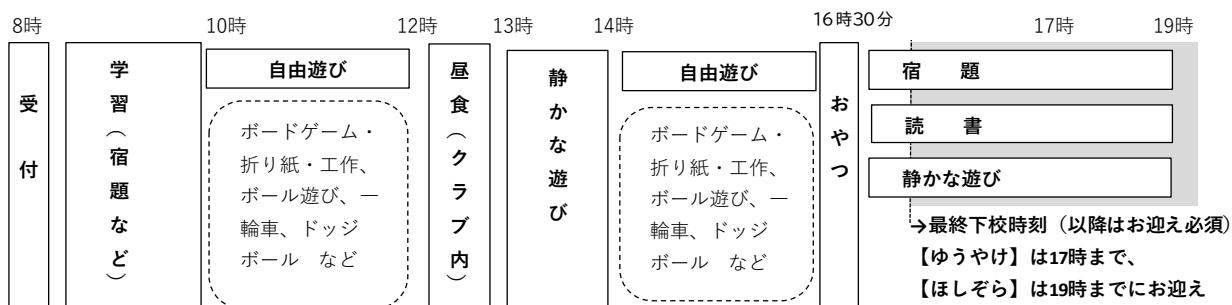 8時
10時
12時
13時
14時
16時30分
17時
19時
受付
学習（宿題など）
自由遊び
ボードゲーム・
折り紙・工作、
ボール遊び、一
輪車、ドッジ
ボール　など
昼食（クラブ内）
静かな遊び
自由遊び
ボードゲーム・
折り紙・工作、
ボール遊び、一
輪車、ドッジ
ボール　など
おやつ
宿　題
読　書
静かな遊び
→最終下校時刻（以降はお迎え必須）
【ゆうやけ】は17時まで、
【ほしぞら】は19時までにお迎え